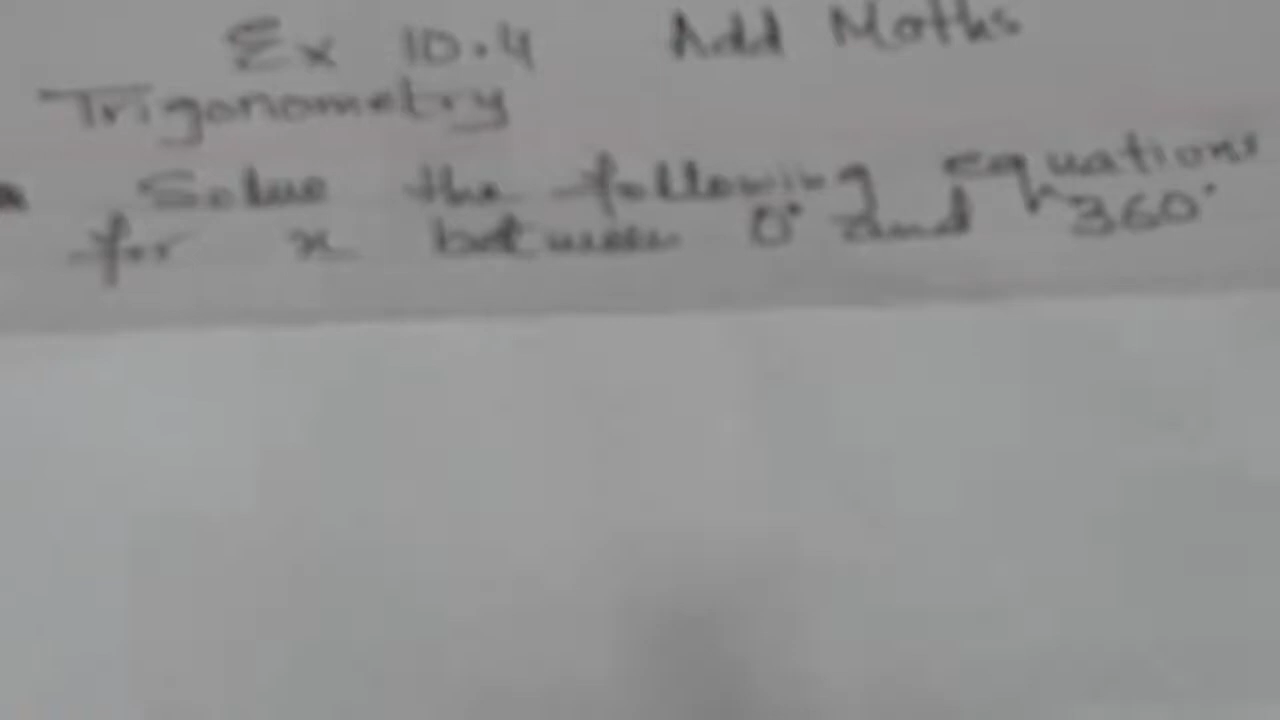 Ex 10.4 Add Maths
Trigonometry
Solve the following equations
for x between 0° and 360°